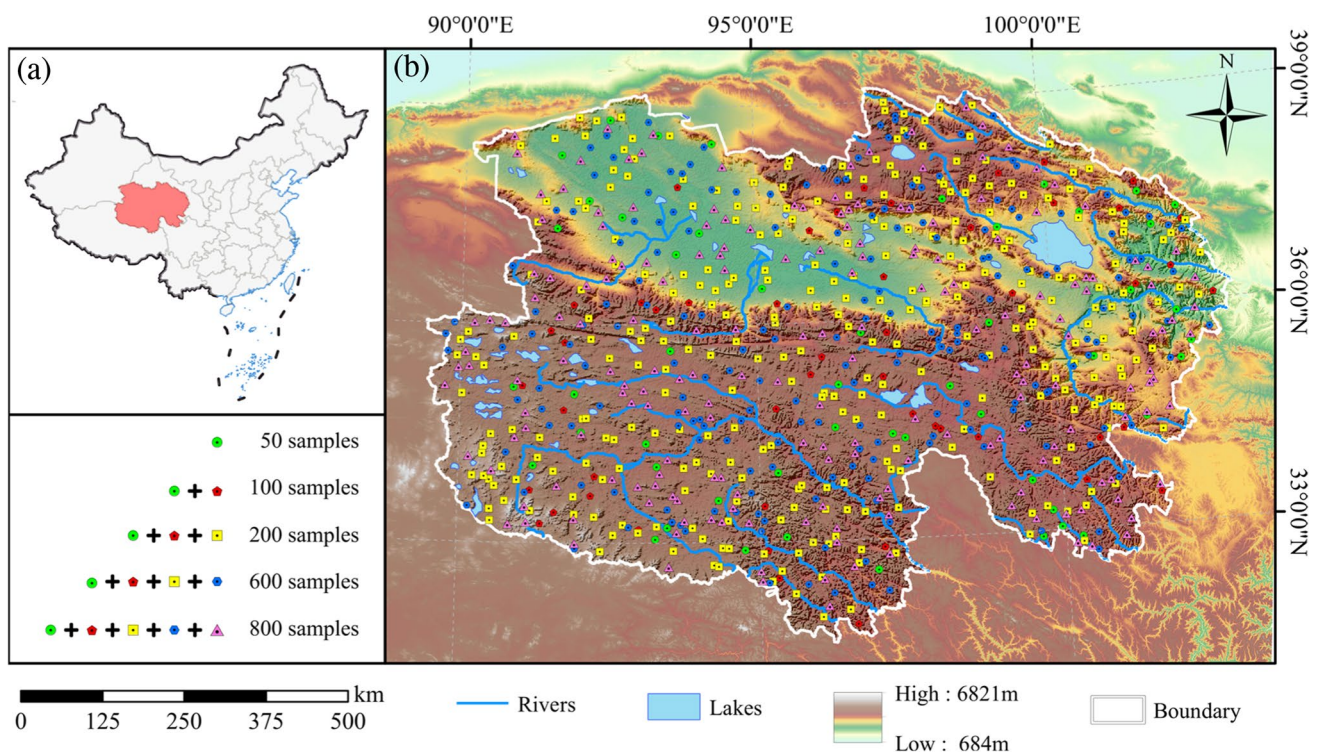 90°0'0"E 95°0'0"E 100°0'0"E
(a)
(b)
N
39°0'0"N
36°0'0"N
33°0'0"N
50 samples
100 samples
200 samples
600 samples
800 samples
km
0 125 250 375 500
Rivers
Lakes
High : 6821m
Low : 684m
Boundary